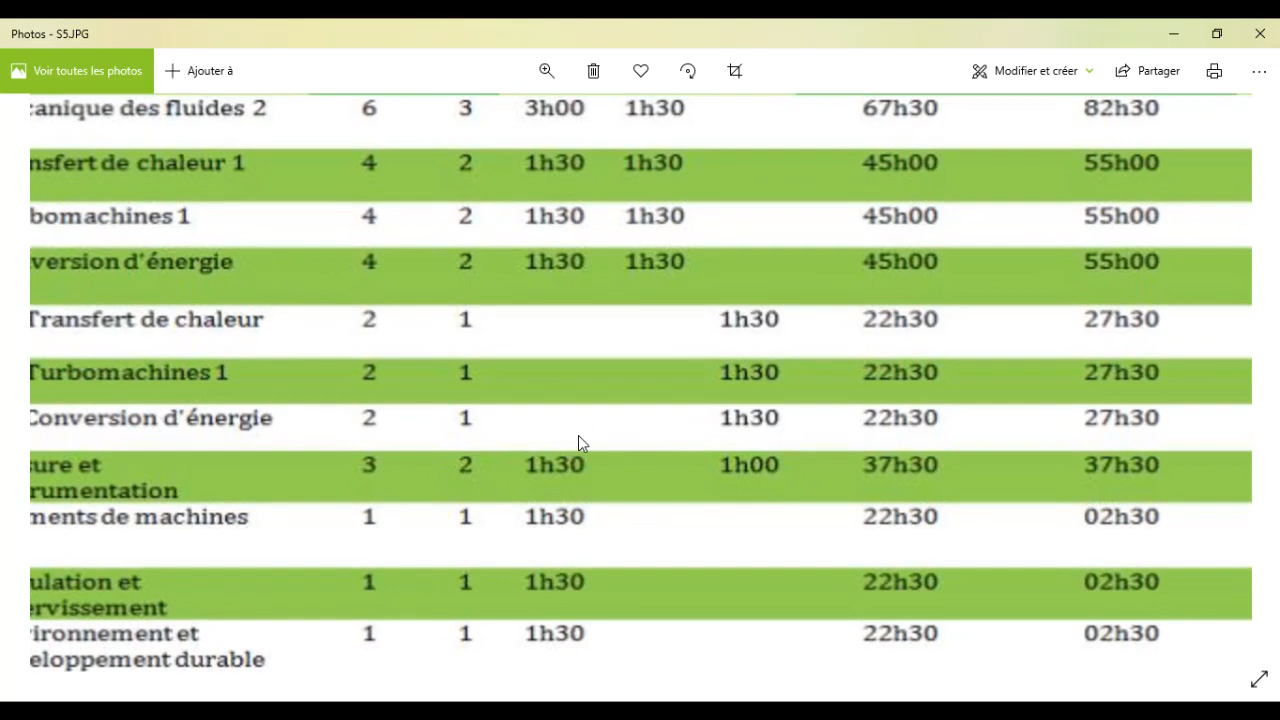 Photos - S5.JPG
Voir toutes les photos
Ajouter à
Modifier et créer
Partager
canique des fluides 2 6 3 3h00 1h30 67h30 82h30
nsfert de chaleur 1 4 2 1h30 1h30 45h00 55h00
bomachines 1 4 2 1h30 1h30 45h00 55h00
version d'énergie 4 2 1h30 1h30 45h00 55h00
Transfert de chaleur 2 1 1h30 22h30 27h30
Turbomachines 1 2 1 1h30 22h30 27h30
Conversion d'énergie 2 1 1h30 22h30 27h30
sure et 3 2 1h30 1h00 37h30 37h30
rumentation
ments de machines 1 1 1h30 22h30 02h30
ulation et 1 1 1h30 22h30 02h30
ervissement
vironnement et 1 1 1h30 22h30 02h30
eloppement durable